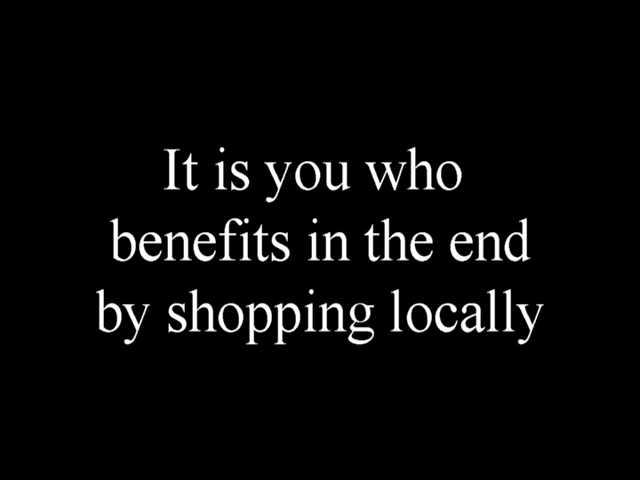 It is you who
benefits in the end
by shopping locally